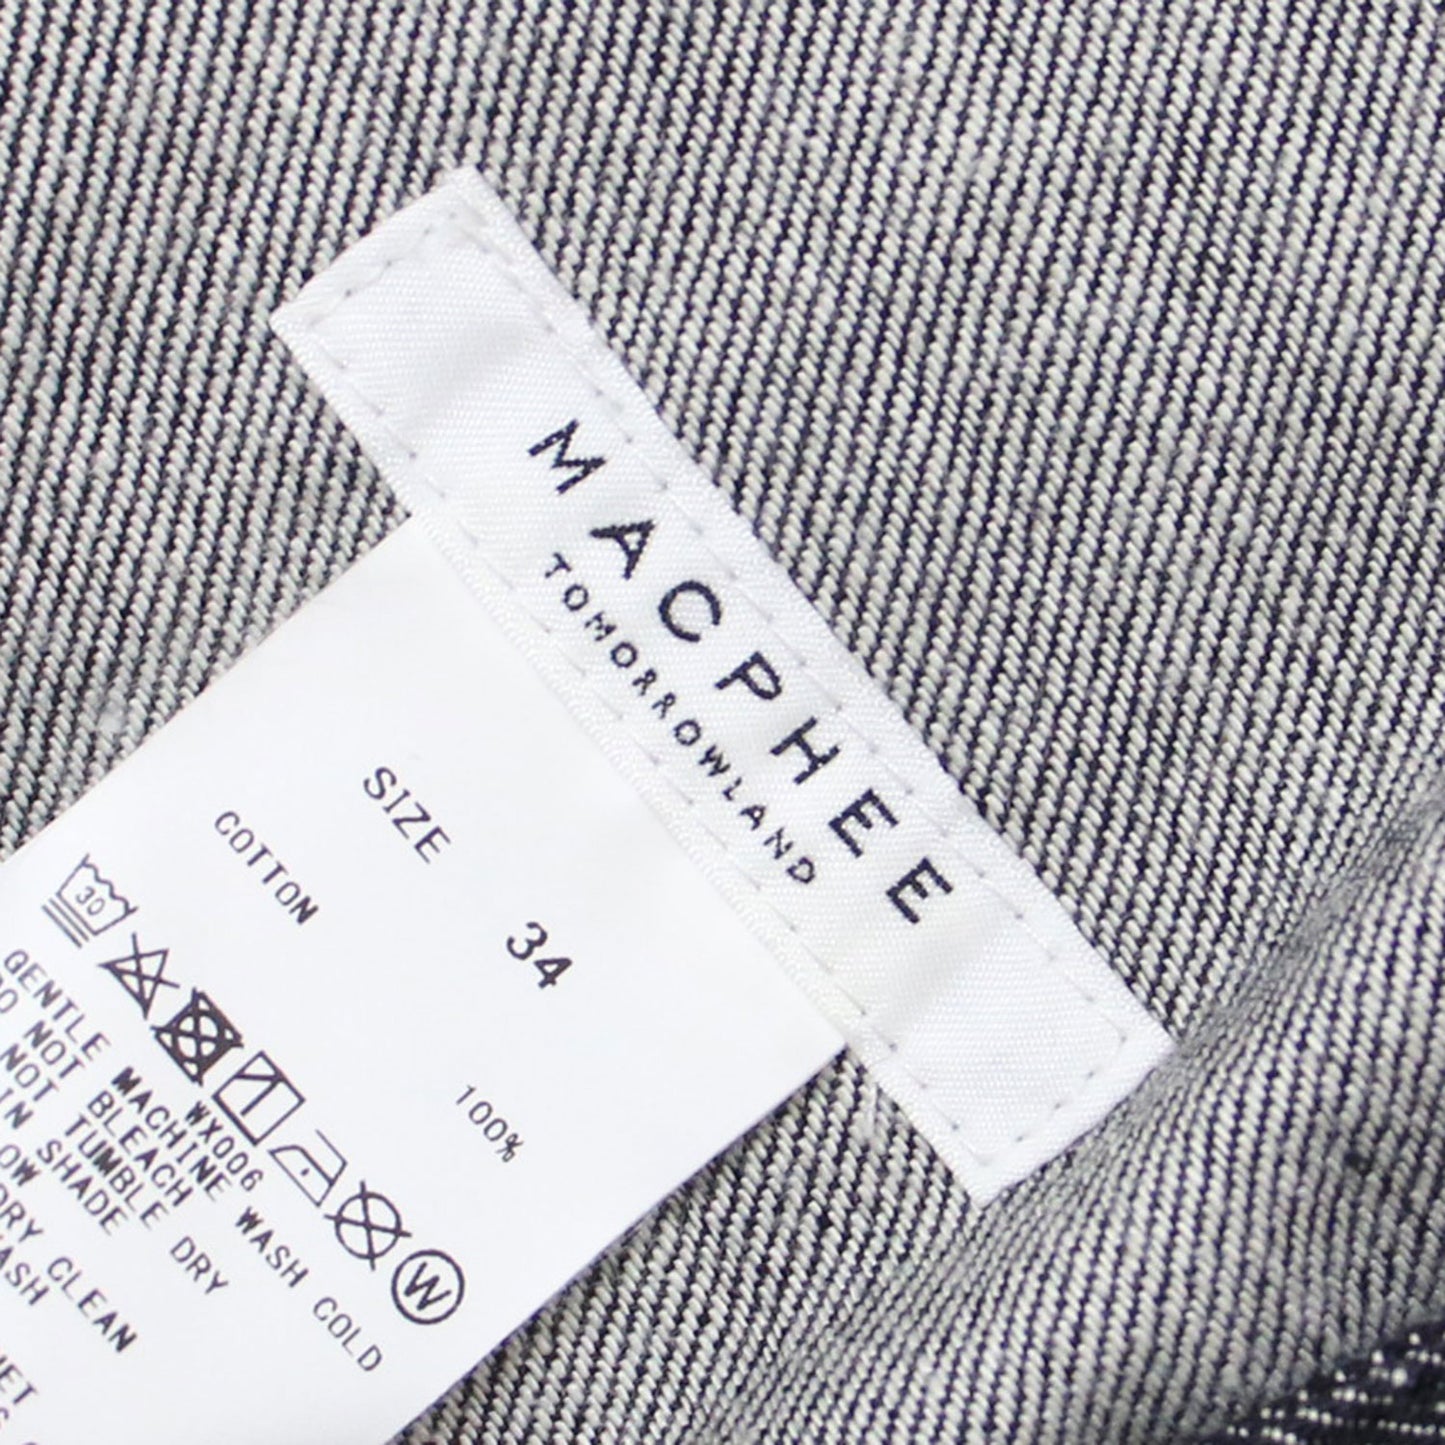 MACPHEE
TOMORROWLAND
SIZE 34
COTTON 100%
30
W
WX006
GENTLE MACHINE WASH COLD
DO NOT BLEACH
NOT TUMBLE DRY
IN SHADE
DRY CLEAN